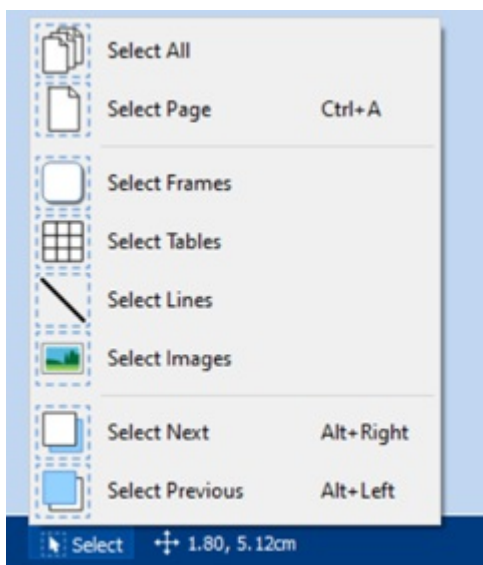 Select All
Select Page Ctrl+A
Select Frames
Select Tables
Select Lines
Select Images
Select Next Alt+Right
Select Previous Alt+Left
Select 1.80, 5.12cm